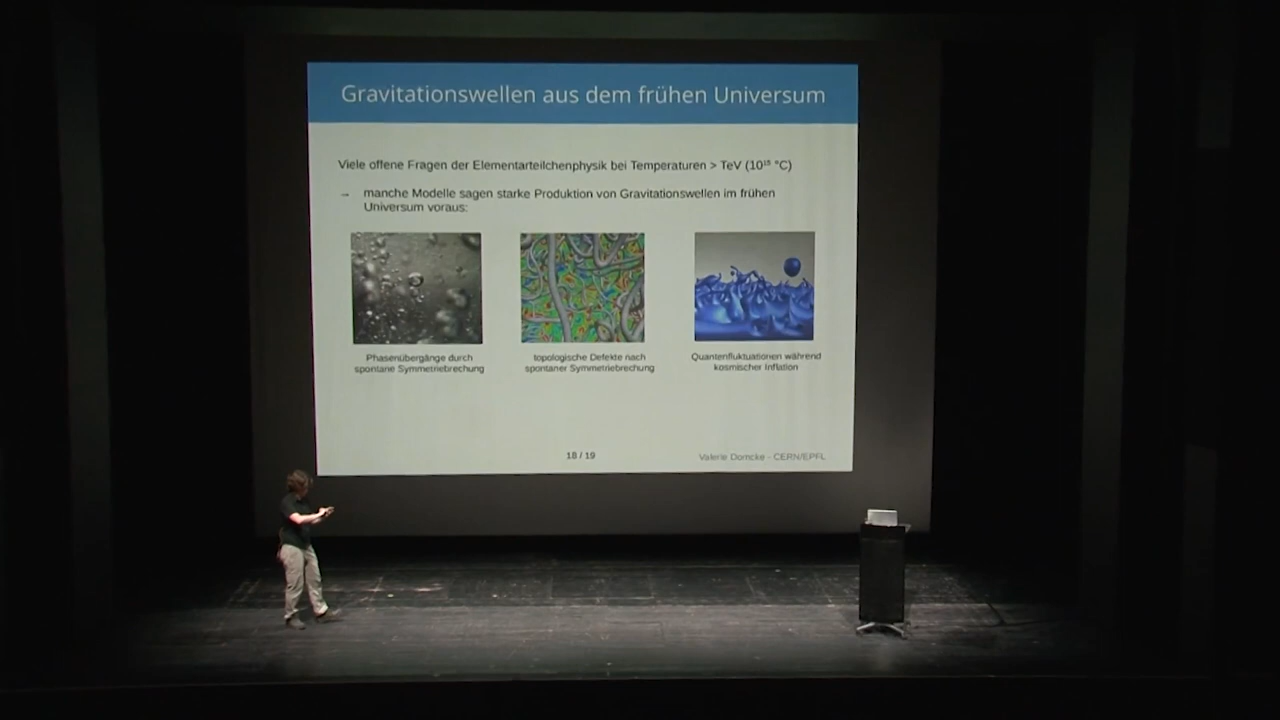 Gravitationswellen aus dem frühen Universum
Viele offene Fragen der Elementarteilchenphysik bei Temperaturen > TeV (10¹⁵ °C)
→ manche Modelle sagen starke Produktion von Gravitationswellen im frühen
Universum voraus:
Phasenübergänge durch
spontane Symmetriebrechung
topologische Defekte nach
spontaner Symmetriebrechung
Quantenfluktuationen während
kosmischer Inflation
18 / 19
Valerie Domcke - CERN/EPFL